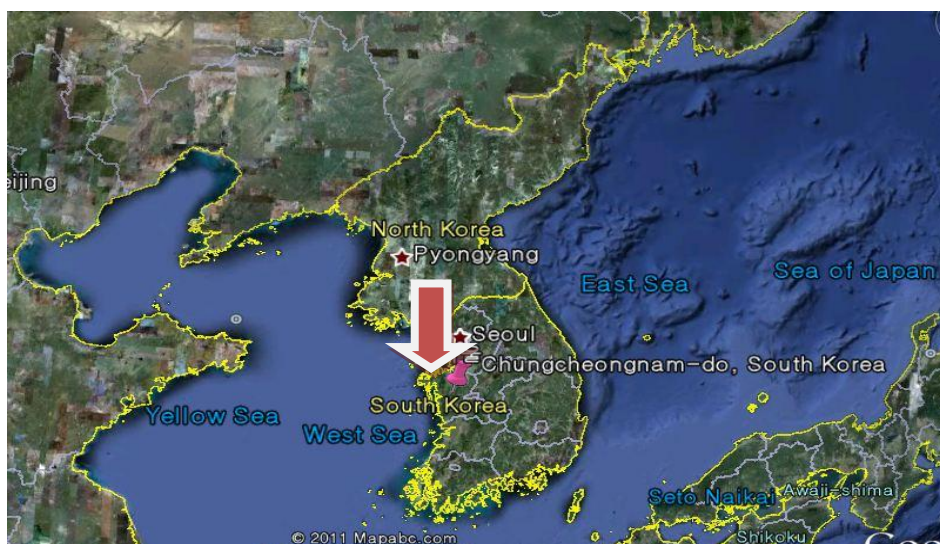 eijing
North Korea
Pyongyang
East Sea
Sea of Japan
Seoul
Chungcheongnam-do, South Korea
South Korea
Yellow Sea
West Sea
Seto Naikai
Awaji-shima
Shikoku
© 2011 Mapabc.com